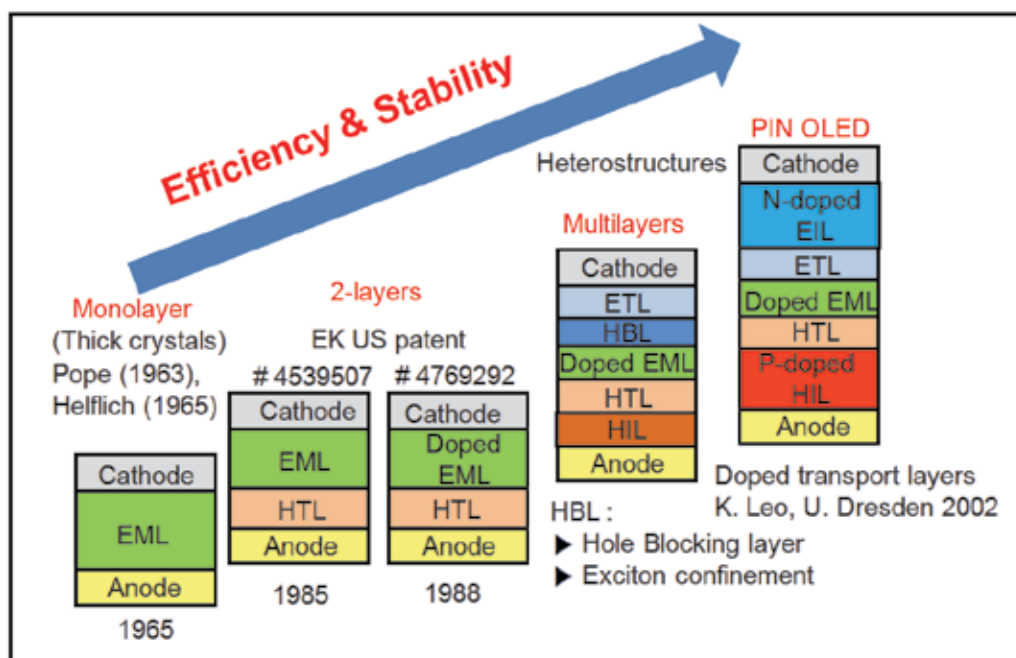 Efficiency & Stability
Monolayer
(Thick crystals)
Pope (1963),
Helflich (1965)
Cathode
EML
Anode
1965
2-layers
EK US patent
# 4539507
Cathode
EML
HTL
Anode
1985
# 4769292
Cathode
Doped
EML
HTL
Anode
1988
Heterostructures
Multilayers
Cathode
ETL
HBL
Doped EML
HTL
HIL
Anode
HBL :
▶ Hole Blocking layer
▶ Exciton confinement
PIN OLED
Cathode
N-doped
EIL
ETL
Doped EML
HTL
P-doped
HIL
Anode
Doped transport layers
K. Leo, U. Dresden 2002